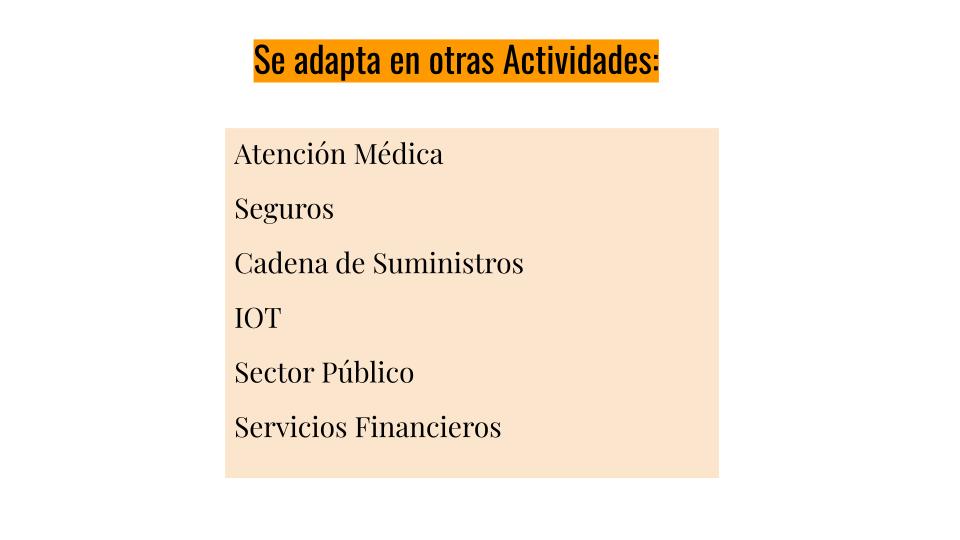 Se adapta en otras Actividades:
Atención Médica
Seguros
Cadena de Suministros
IOT
Sector Público
Servicios Financieros